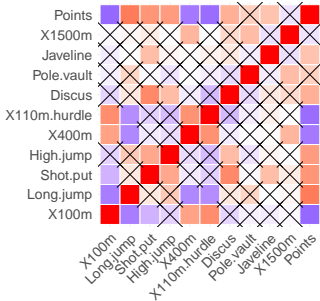 Points
X1500m
Javeline
Pole.vault
Discus
X110m.hurdle
X400m
High.jump
Shot.put
Long.jump
X100m
X100m
Long.jump
Shot.put
High.jump
X400m
X110m.hurdle
Discus
Pole.vault
Javeline
X1500m
Points